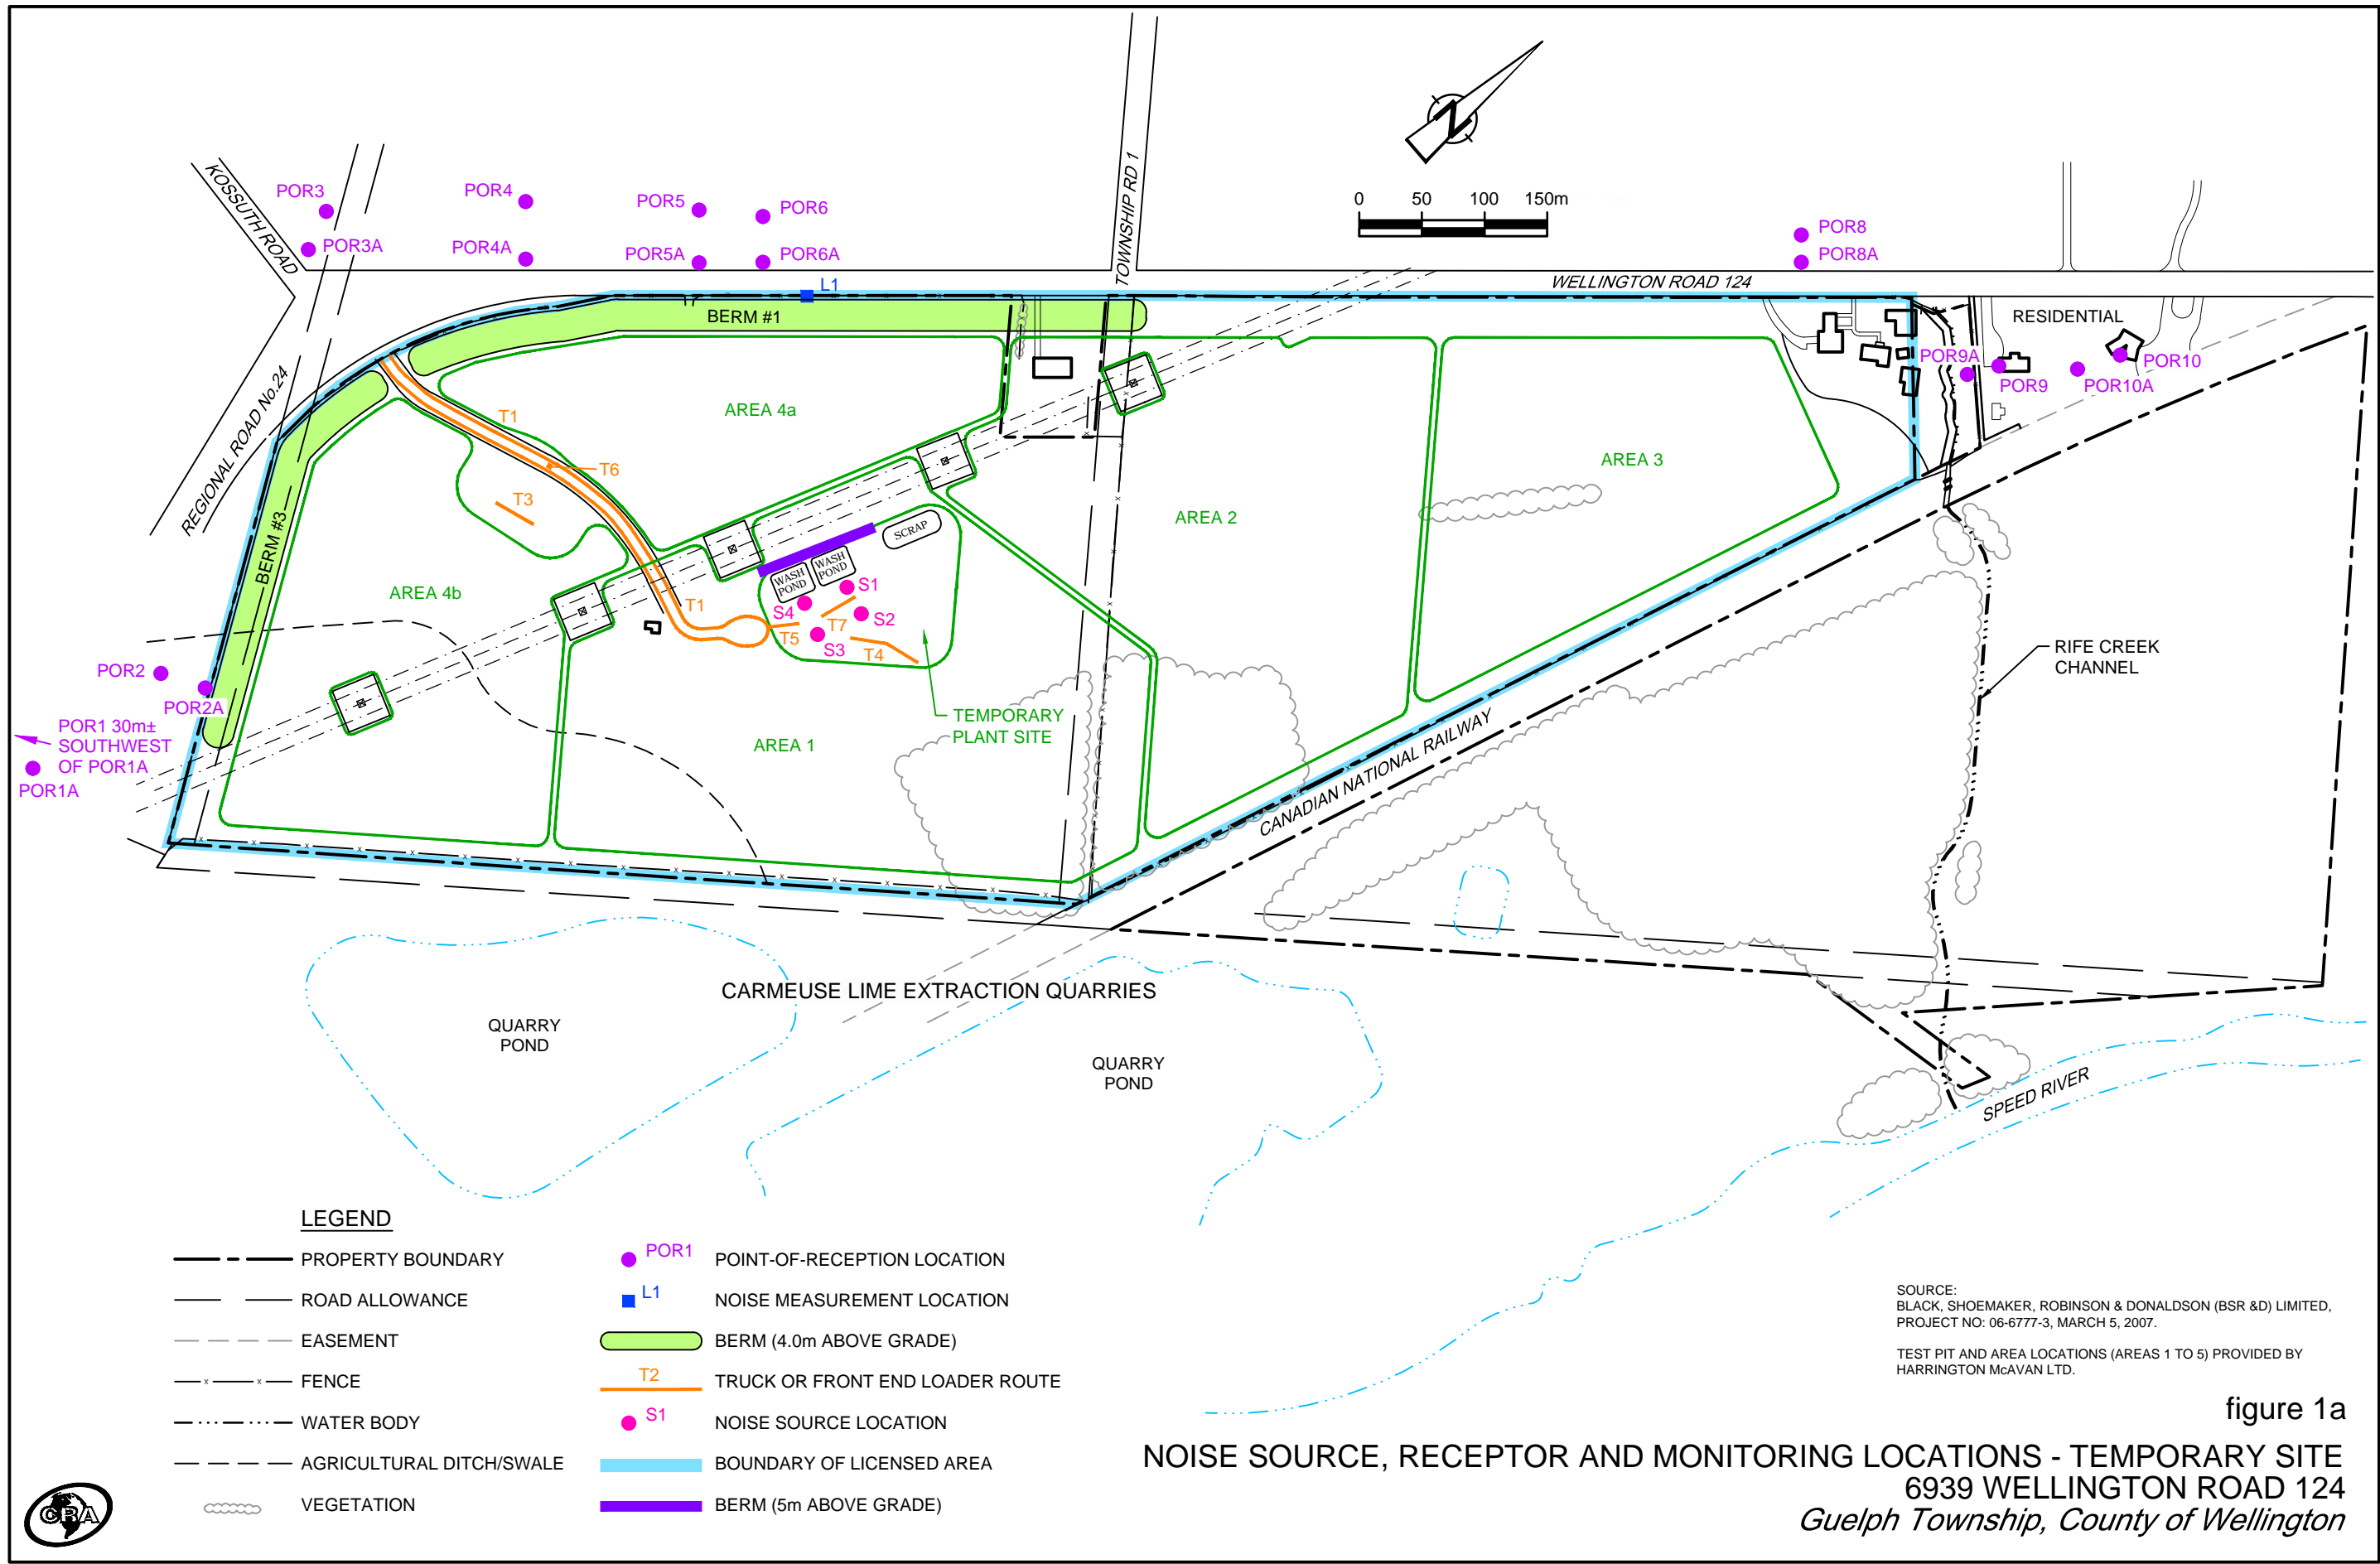 KOSSUTH ROAD
POR3
POR3A
POR4
POR4A
POR5
POR5A
POR6
POR6A
L1
TOWNSHIP RD 1
N
0 50 100 150m
POR8
POR8A
WELLINGTON ROAD 124
BERM #1
RESIDENTIAL
POR9A
POR9
POR10
POR10A
REGIONAL ROAD No.24
BERM #3
T1
T6
T3
AREA 4a
AREA 3
AREA 2
AREA 4b
SCRAP
WASH
POND
WASH
POND
S1
S4
S2
T1
T7
T5
S3
T4
RIFE CREEK
CHANNEL
POR2
POR2A
POR1 30m±
SOUTHWEST
OF POR1A
POR1A
TEMPORARY
PLANT SITE
AREA 1
CANADIAN NATIONAL RAILWAY
CARMEUSE LIME EXTRACTION QUARRIES
QUARRY
POND
QUARRY
POND
SPEED RIVER
LEGEND
PROPERTY BOUNDARY
ROAD ALLOWANCE
EASEMENT
FENCE
WATER BODY
AGRICULTURAL DITCH/SWALE
VEGETATION
POR1 POINT-OF-RECEPTION LOCATION
L1 NOISE MEASUREMENT LOCATION
BERM (4.0m ABOVE GRADE)
T2 TRUCK OR FRONT END LOADER ROUTE
S1 NOISE SOURCE LOCATION
BOUNDARY OF LICENSED AREA
BERM (5m ABOVE GRADE)
SOURCE:
BLACK, SHOEMAKER, ROBINSON & DONALDSON (BSR &D) LIMITED,
PROJECT NO: 06-6777-3, MARCH 5, 2007.
TEST PIT AND AREA LOCATIONS (AREAS 1 TO 5) PROVIDED BY
HARRINGTON McAVAN LTD.
figure 1a
NOISE SOURCE, RECEPTOR AND MONITORING LOCATIONS - TEMPORARY SITE
6939 WELLINGTON ROAD 124
Guelph Township, County of Wellington
CRA